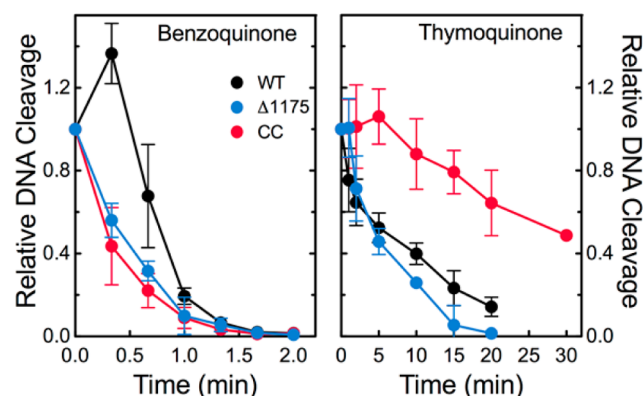 Benzoquinone
WT
Δ1175
CC
Relative DNA Cleavage
1.2
0.8
0.4
0.0
0.0 0.5 1.0 1.5 2.0
Time (min)
Thymoquinone
1.2
0.8
0.4
0.0
0 5 10 15 20 25 30
Time (min)
Relative DNA Cleavage